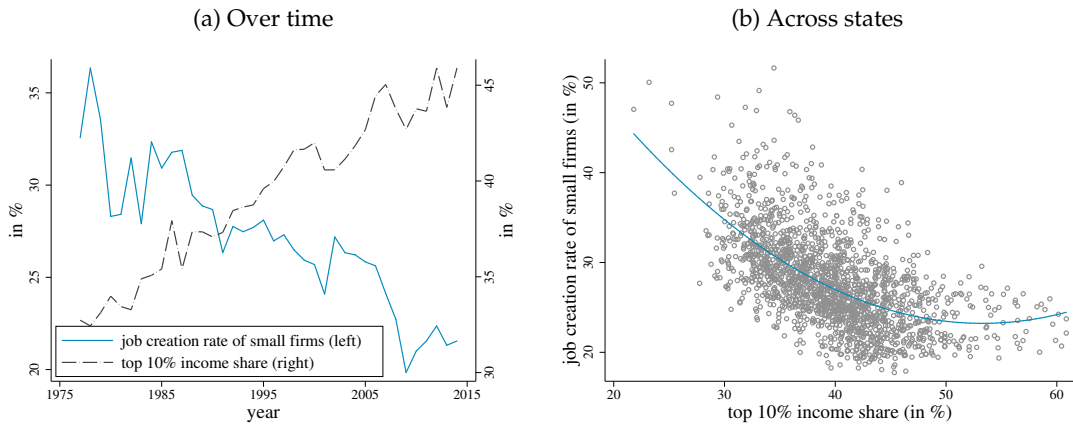 (a) Over time
in %
35
30
25
20
in %
45
40
35
30
job creation rate of small firms (left)
top 10% income share (right)
1975
1985
1995
2005
2015
year
(b) Across states
job creation rate of small firms (in %)
50
40
30
20
20
30
40
50
60
top 10% income share (in %)